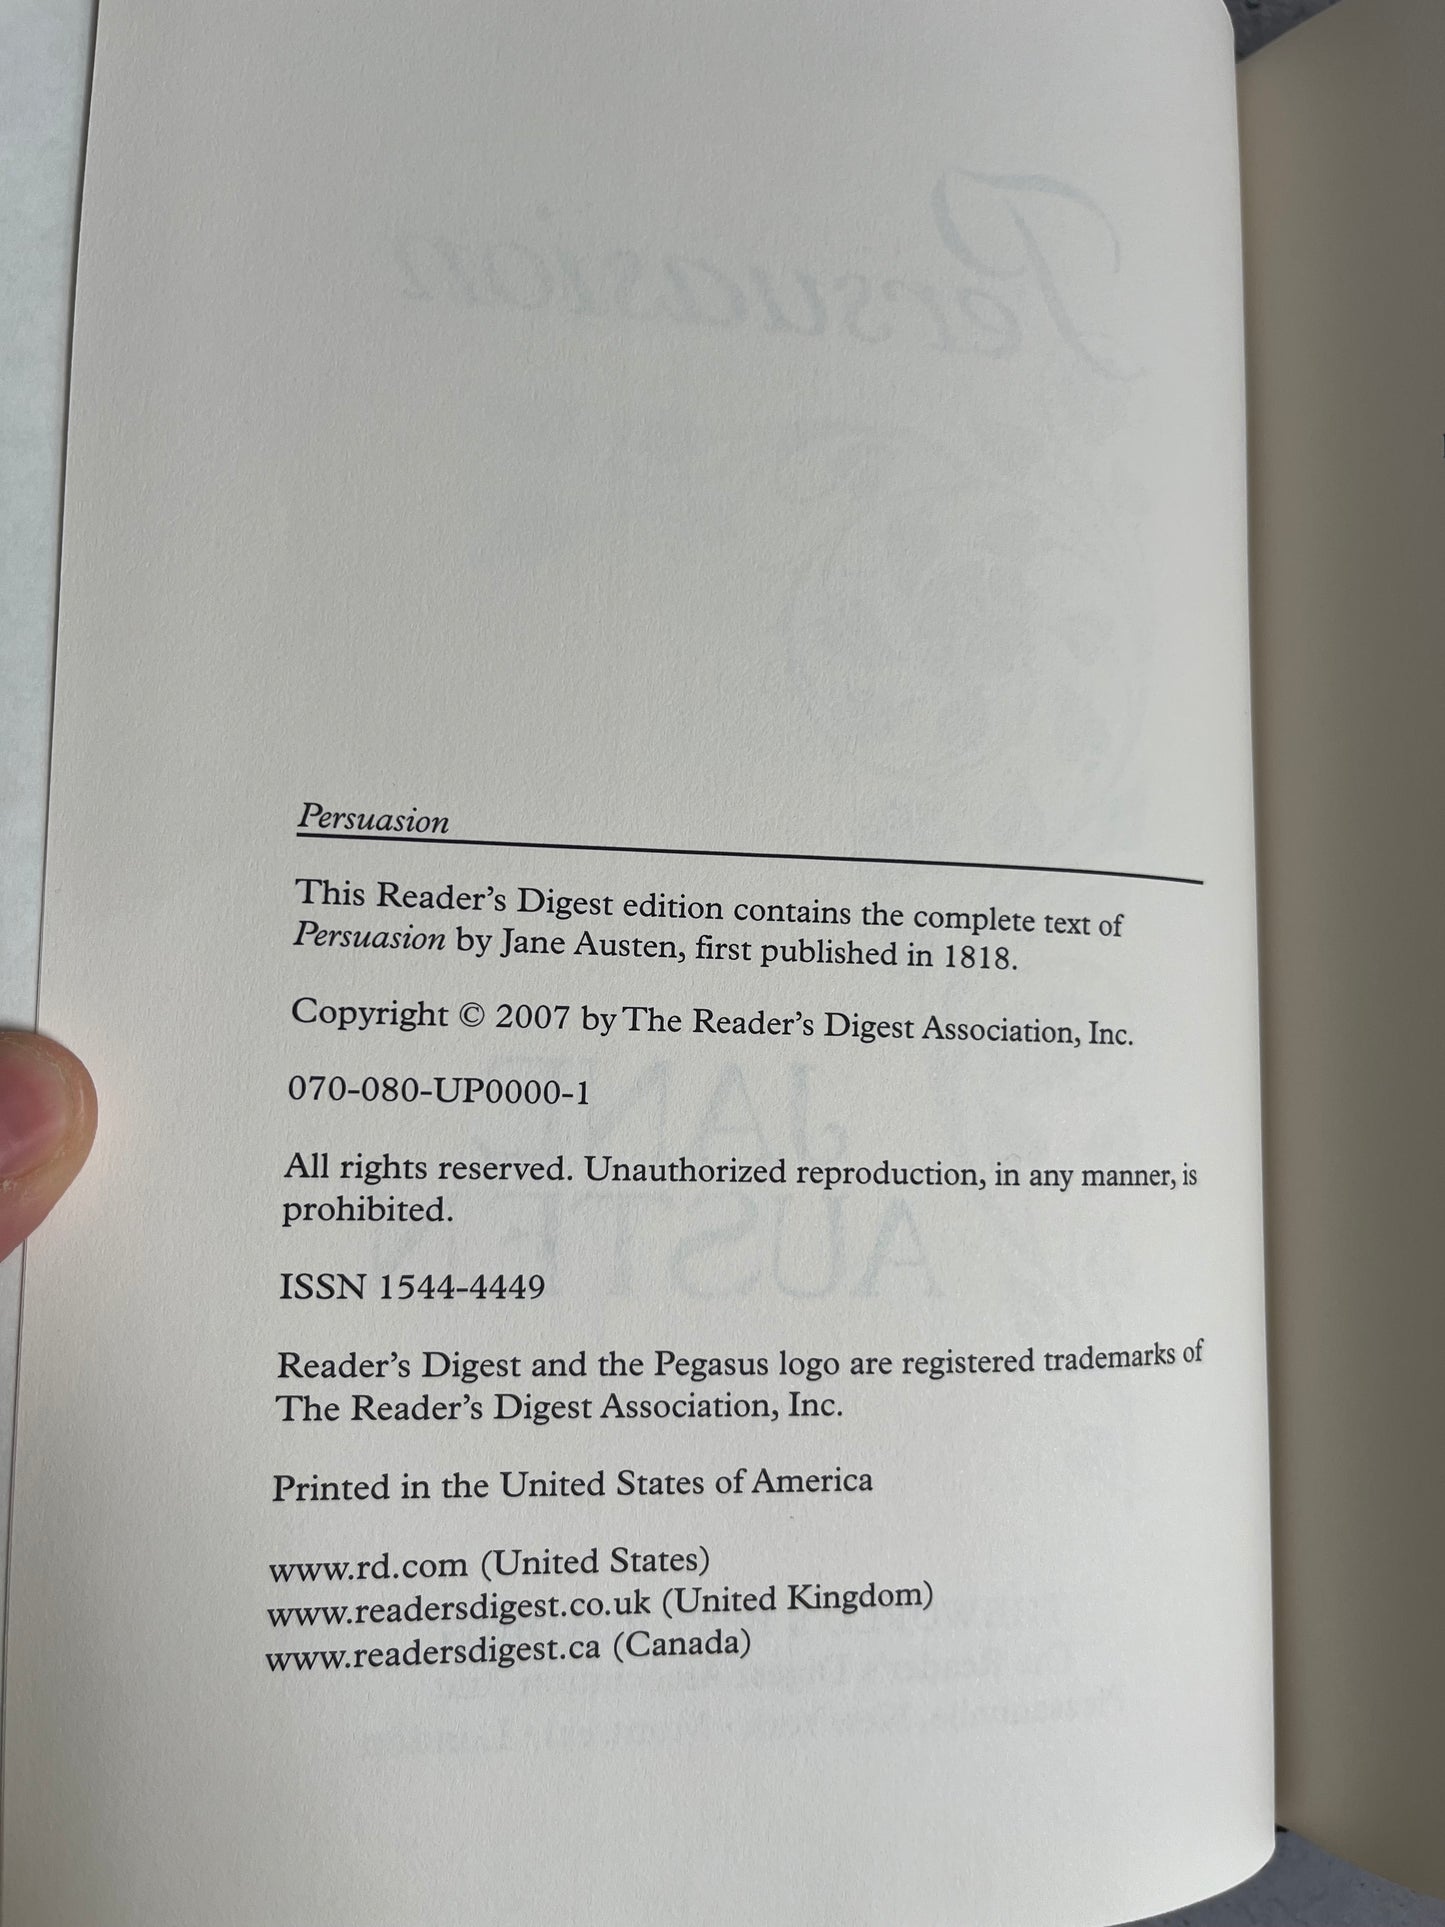 Persuasion
This Reader's Digest edition contains the complete text of
Persuasion by Jane Austen, first published in 1818.
Copyright © 2007 by The Reader's Digest Association, Inc.
070-080-UP0000-1
All rights reserved. Unauthorized reproduction, in any manner, is
prohibited.
ISSN 1544-4449
Reader's Digest and the Pegasus logo are registered trademarks of
The Reader's Digest Association, Inc.
Printed in the United States of America
www.rd.com (United States)
www.readersdigest.co.uk (United Kingdom)
www.readersdigest.ca (Canada)